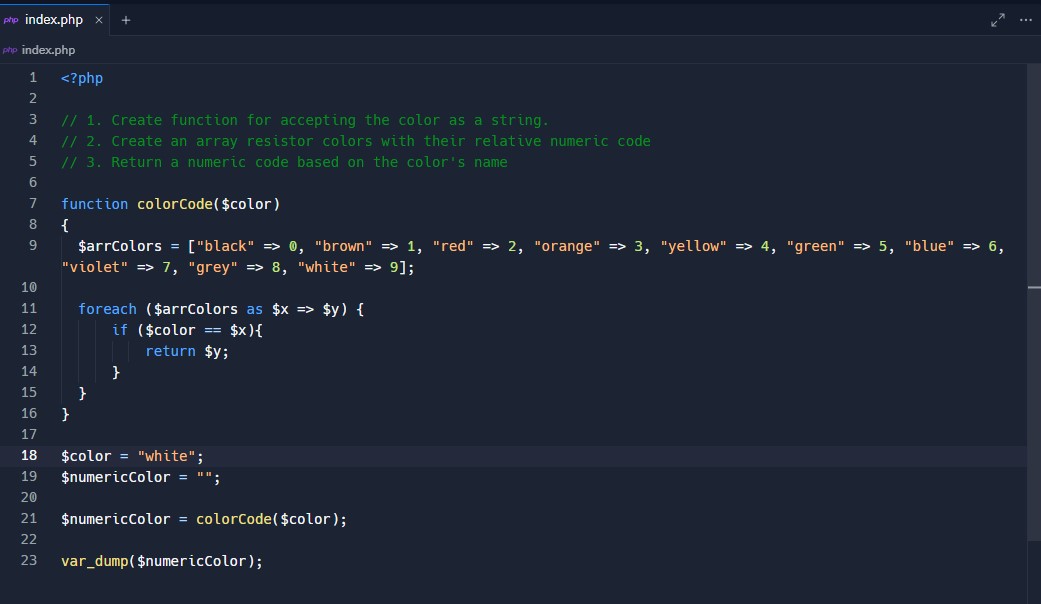 php index.php × +
php index.php
1 <?php
2
3 // 1. Create function for accepting the color as a string.
4 // 2. Create an array resistor colors with their relative numeric code
5 // 3. Return a numeric code based on the color's name
6
7 function colorCode($color)
8 {
9 $arrColors = ["black" => 0, "brown" => 1, "red" => 2, "orange" => 3, "yellow" => 4, "green" => 5, "blue" => 6,
"violet" => 7, "grey" => 8, "white" => 9];
10
11 foreach ($arrColors as $x => $y) {
12 if ($color == $x){
13 return $y;
14 }
15 }
16 }
17
18 $color = "white";
19 $numericColor = "";
20
21 $numericColor = colorCode($color);
22
23 var_dump($numericColor);